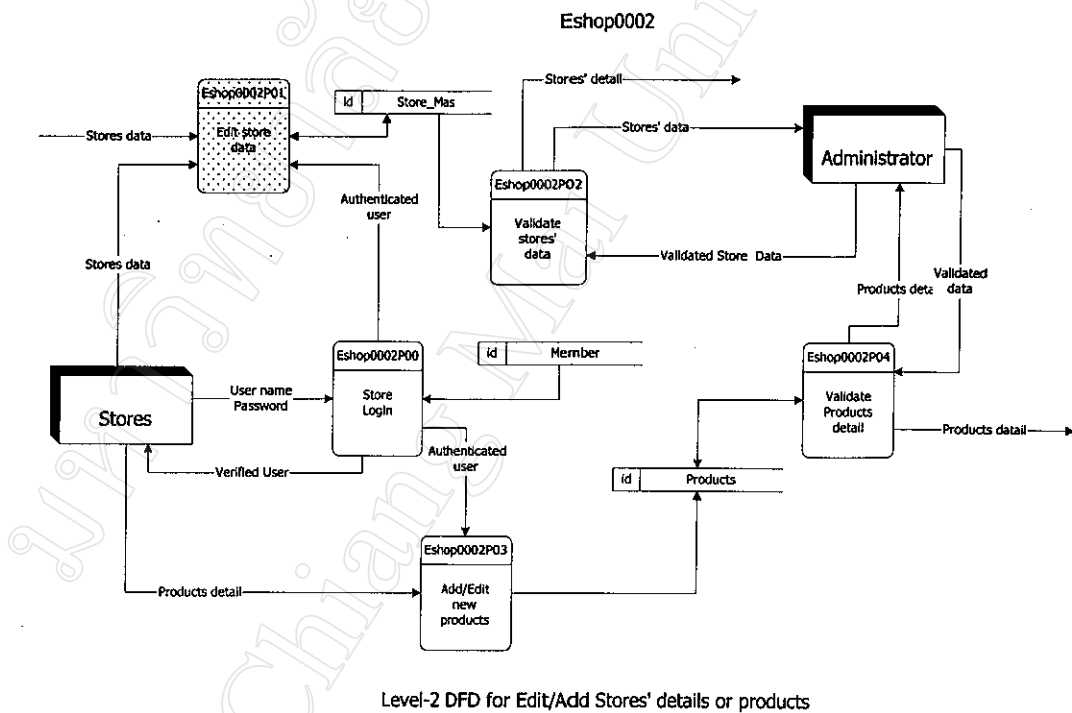 Eshop0002
Stores' detail
Eshop0002P01
Edit store
data
id Store_Mas
Stores data
Stores' data
Administrator
Eshop0002PO2
Validate
stores'
data
Authenticated
user
Validated Store Data
Stores data
Products deta
Validated
data
Eshop0002P00
Store
Login
id Member
Eshop0002P04
Validate
Products
detail
Stores
User name
Password
Products datail
Verified User
Authenticated
user
id Products
Eshop0002P03
Add/Edit
new
products
Products detail
Level-2 DFD for Edit/Add Stores' details or products
Chiang Mai Uni